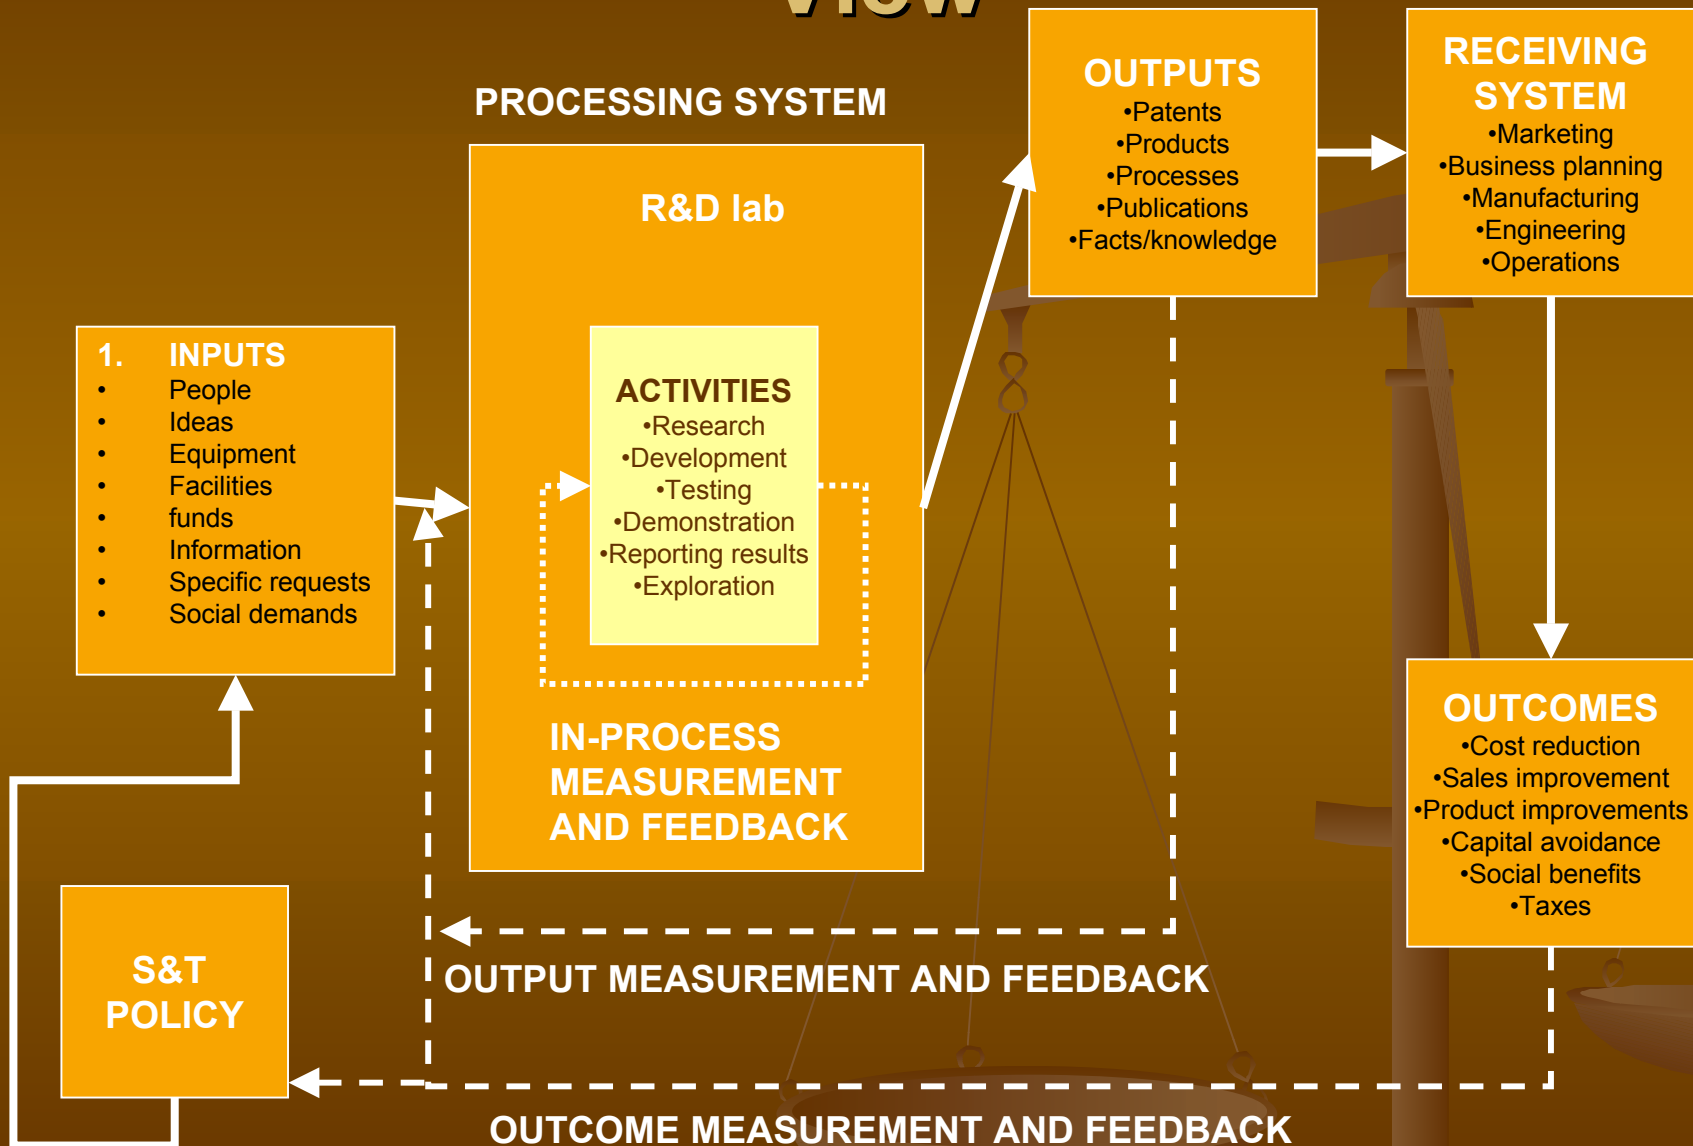 View
PROCESSING SYSTEM
OUTPUTS
•Patents
•Products
•Processes
•Publications
•Facts/knowledge
RECEIVING
SYSTEM
•Marketing
•Business planning
•Manufacturing
•Engineering
•Operations
R&D lab
1. INPUTS
• People
• Ideas
• Equipment
• Facilities
• funds
• Information
• Specific requests
• Social demands
ACTIVITIES
•Research
•Development
•Testing
•Demonstration
•Reporting results
•Exploration
IN-PROCESS
MEASUREMENT
AND FEEDBACK
OUTCOMES
•Cost reduction
•Sales improvement
•Product improvements
•Capital avoidance
•Social benefits
•Taxes
S&T
POLICY
OUTPUT MEASUREMENT AND FEEDBACK
OUTCOME MEASUREMENT AND FEEDBACK